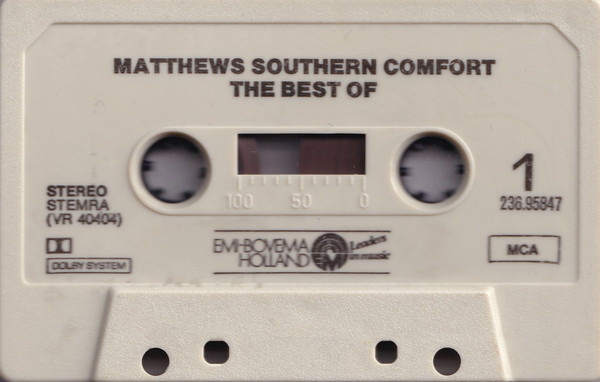 MATTHEWS SOUTHERN COMFORT
THE BEST OF
1
236.95847
STEREO
STEMRA
(VR 40404)
100 50 0
DOLBY SYSTEM
EMI-BOVEMA
HOLLAND
EM
Leaders
in music
MCA